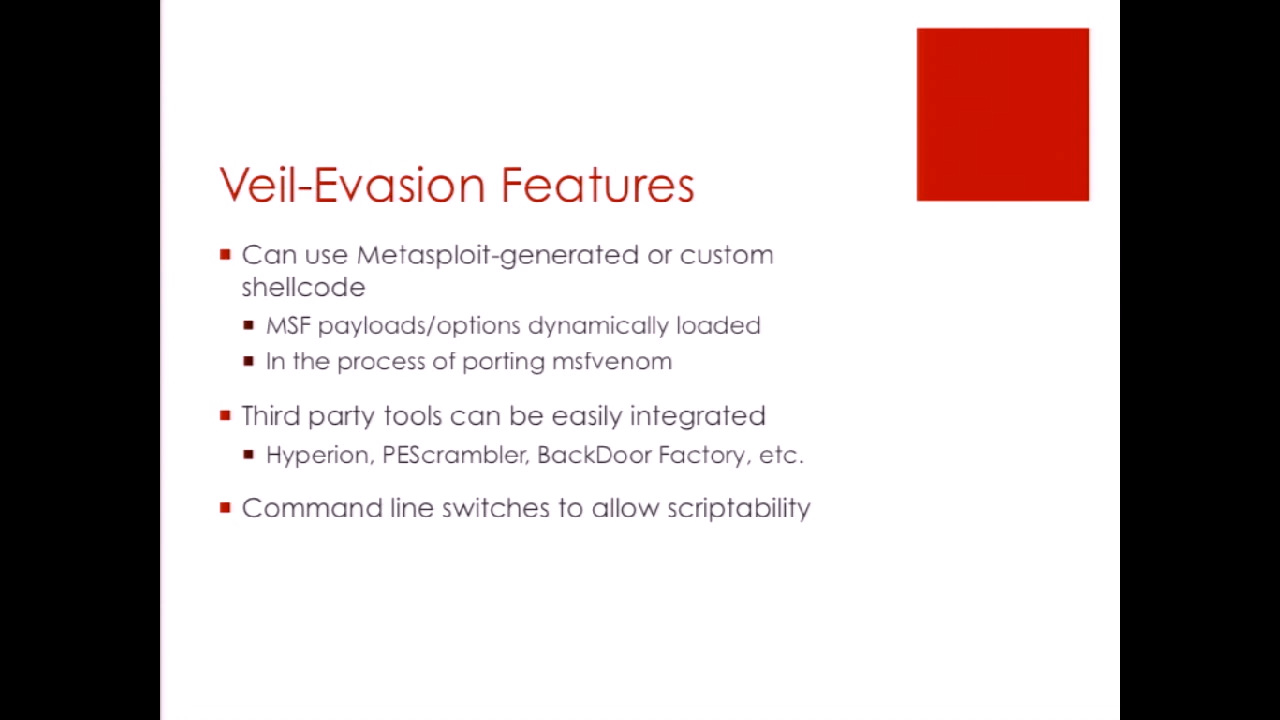 Veil-Evasion Features
Can use Metasploit-generated or custom
shellcode
MSF payloads/options dynamically loaded
In the process of porting msfvenom
Third party tools can be easily integrated
Hyperion, PEScrambler, BackDoor Factory, etc.
Command line switches to allow scriptability